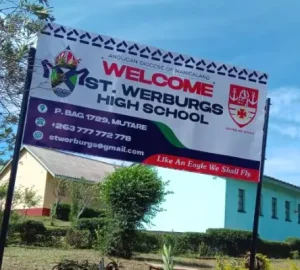 ANGLICAN DIOCESE OF MANICALAND
WELCOME
ST. WERBURGS
HIGH SCHOOL
P. BAG 1729, MUTARE
+263 777 772 778
stwerburgs@gmail.com
Like An Eagle We Shall Fly.